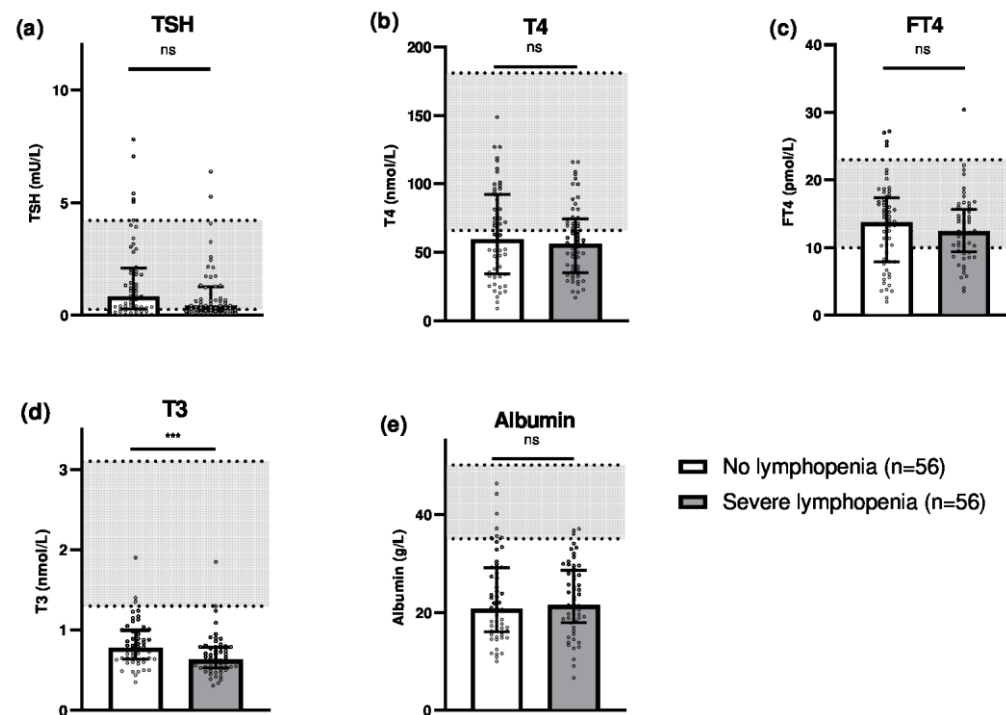 (a)
TSH
ns
TSH (mU/L)
10
5
0
(b)
T4
ns
T4 (nmol/L)
200
150
100
50
0
(c)
FT4
ns
FT4 (pmol/L)
40
30
20
10
0
(d)
T3
***
T3 (nmol/L)
3
2
1
0
(e)
Albumin
ns
Albumin (g/L)
40
20
0
No lymphopenia (n=56)
Severe lymphopenia (n=56)